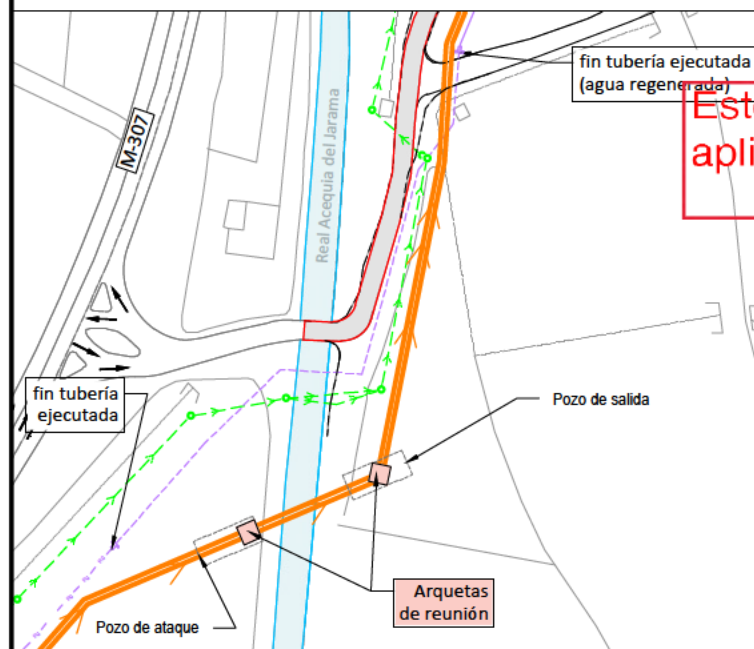 fin tubería ejecutada
(agua regenerada)
Est
apli
M-307
Real Acequia del Jarama
fin tubería
ejecutada
Pozo de salida
Arquetas
de reunión
Pozo de ataque